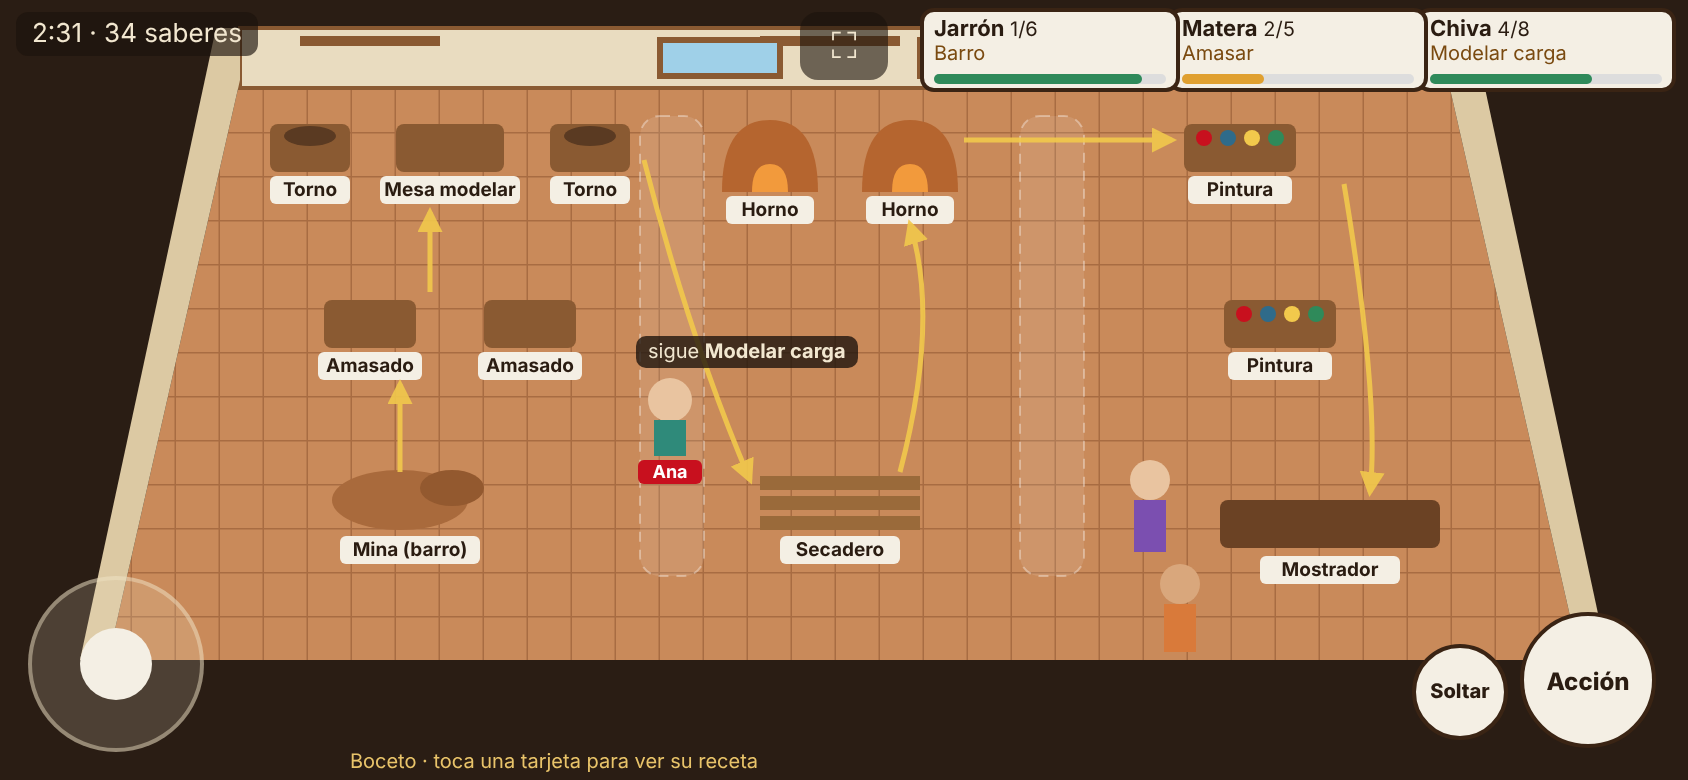 2:31 · 34 saberes
Jarrón 1/6
Barro
Matera 2/5
Amasar
Chiva 4/8
Modelar carga
Torno
Mesa modelar
Torno
Horno
Horno
Pintura
Amasado
Amasado
sigue Modelar carga
Pintura
Ana
Mina (barro)
Secadero
Mostrador
Soltar
Acción
Boceto · toca una tarjeta para ver su receta